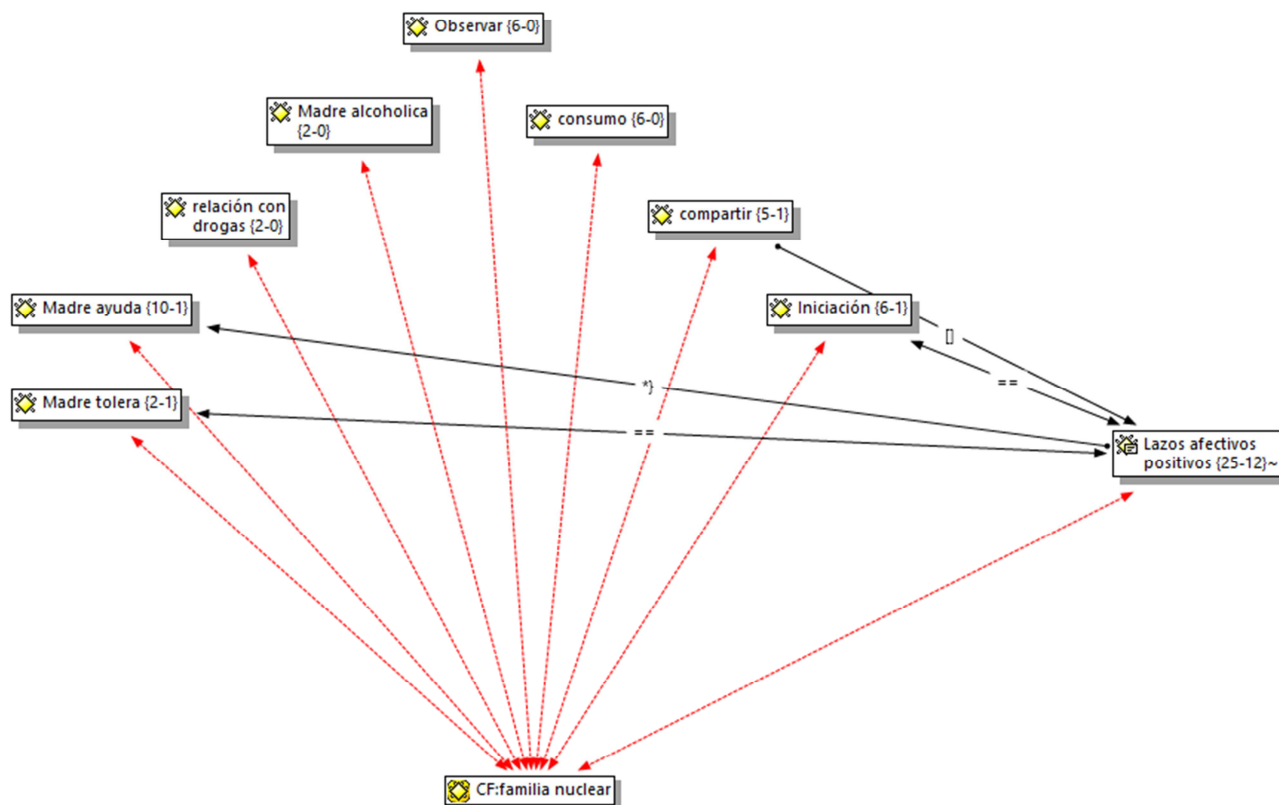 Observar {6-0}
Madre alcoholica
{2-0}
consumo {6-0}
relación con
drogas {2-0}
compartir {5-1}
Madre ayuda {10-1}
Iniciación {6-1}
[]
==
*}
Madre tolera {2-1}
==
Lazos afectivos
positivos {25-12}~
CF:familia nuclear